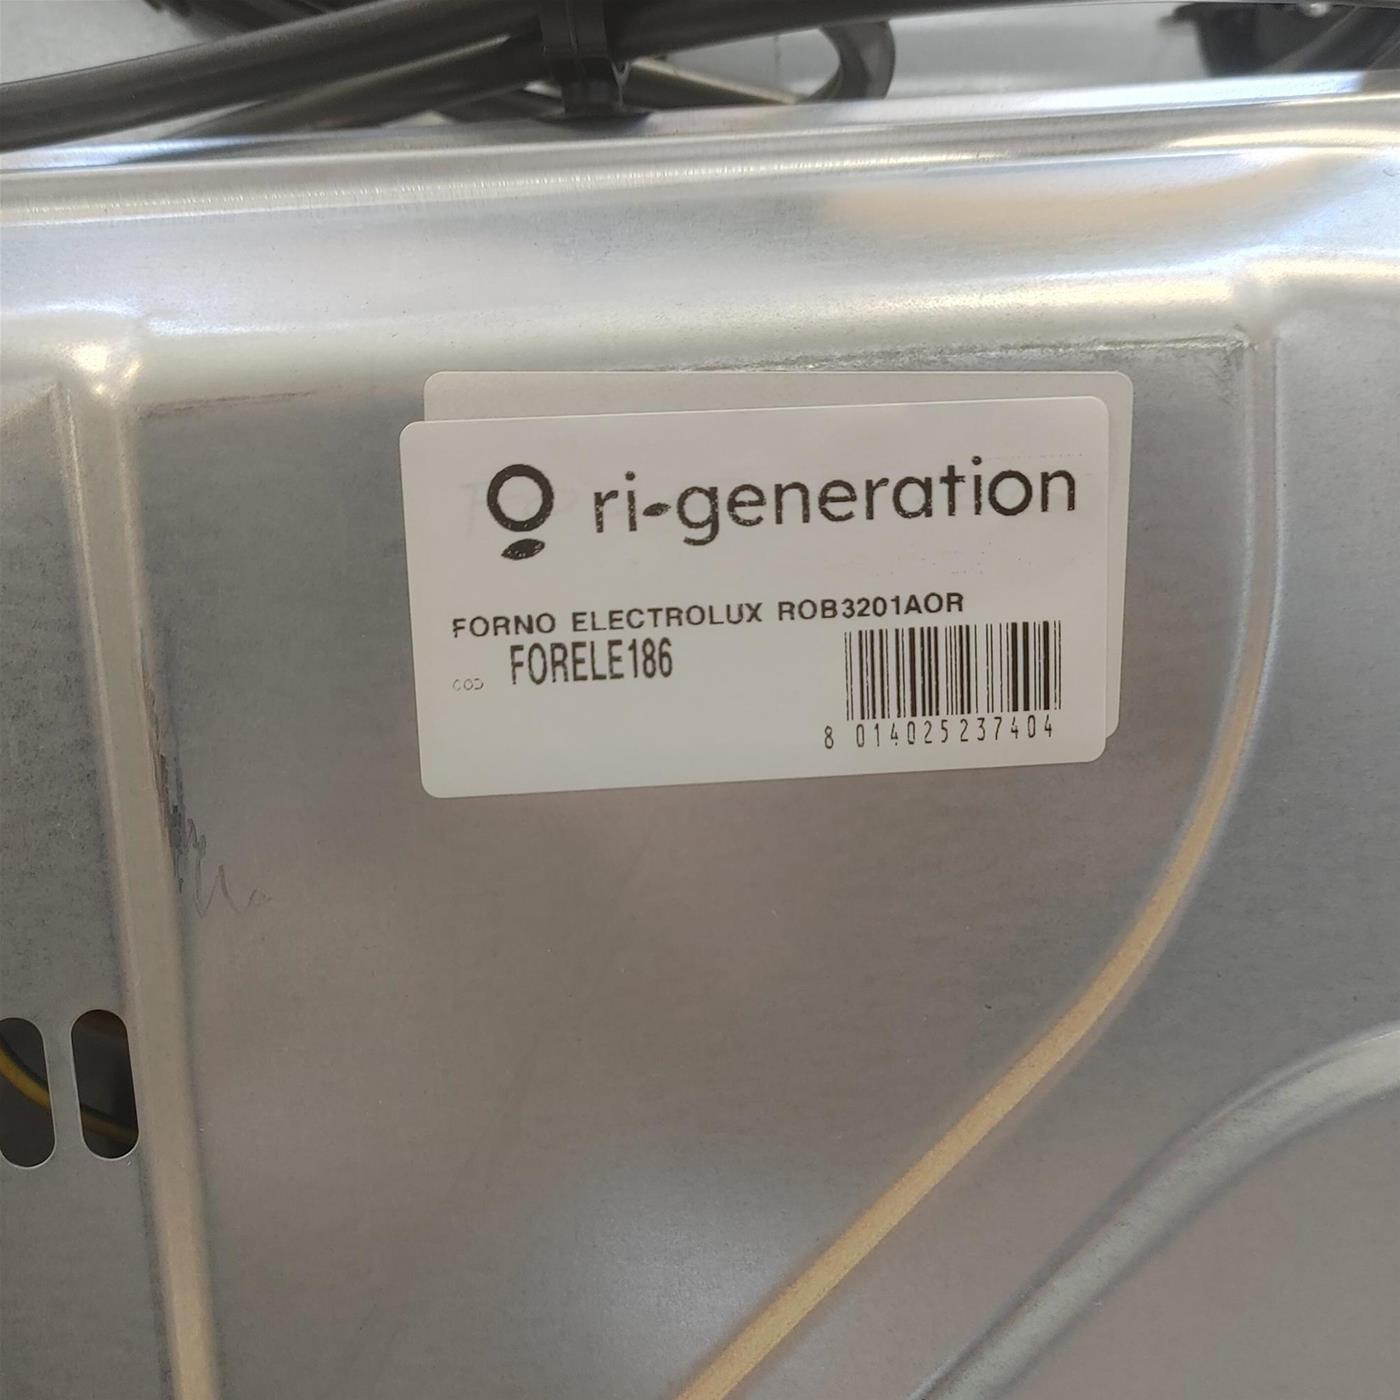 ri-generation
FORNO ELECTROLUX ROB3201AOR
COD FORELE186
8 014025 237404